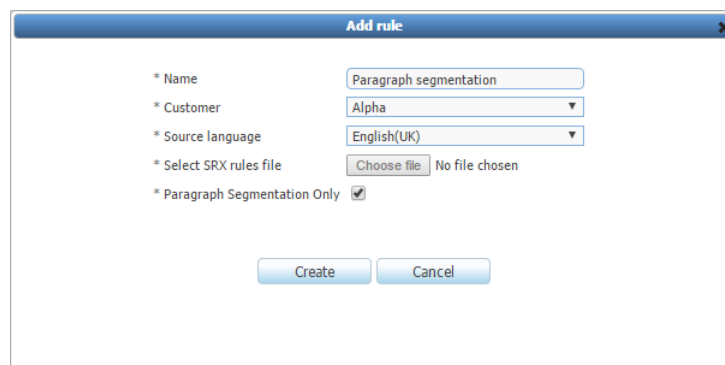 Add rule
* Name Paragraph segmentation
* Customer Alpha
* Source language English(UK)
* Select SRX rules file Choose file No file chosen
* Paragraph Segmentation Only
Create Cancel